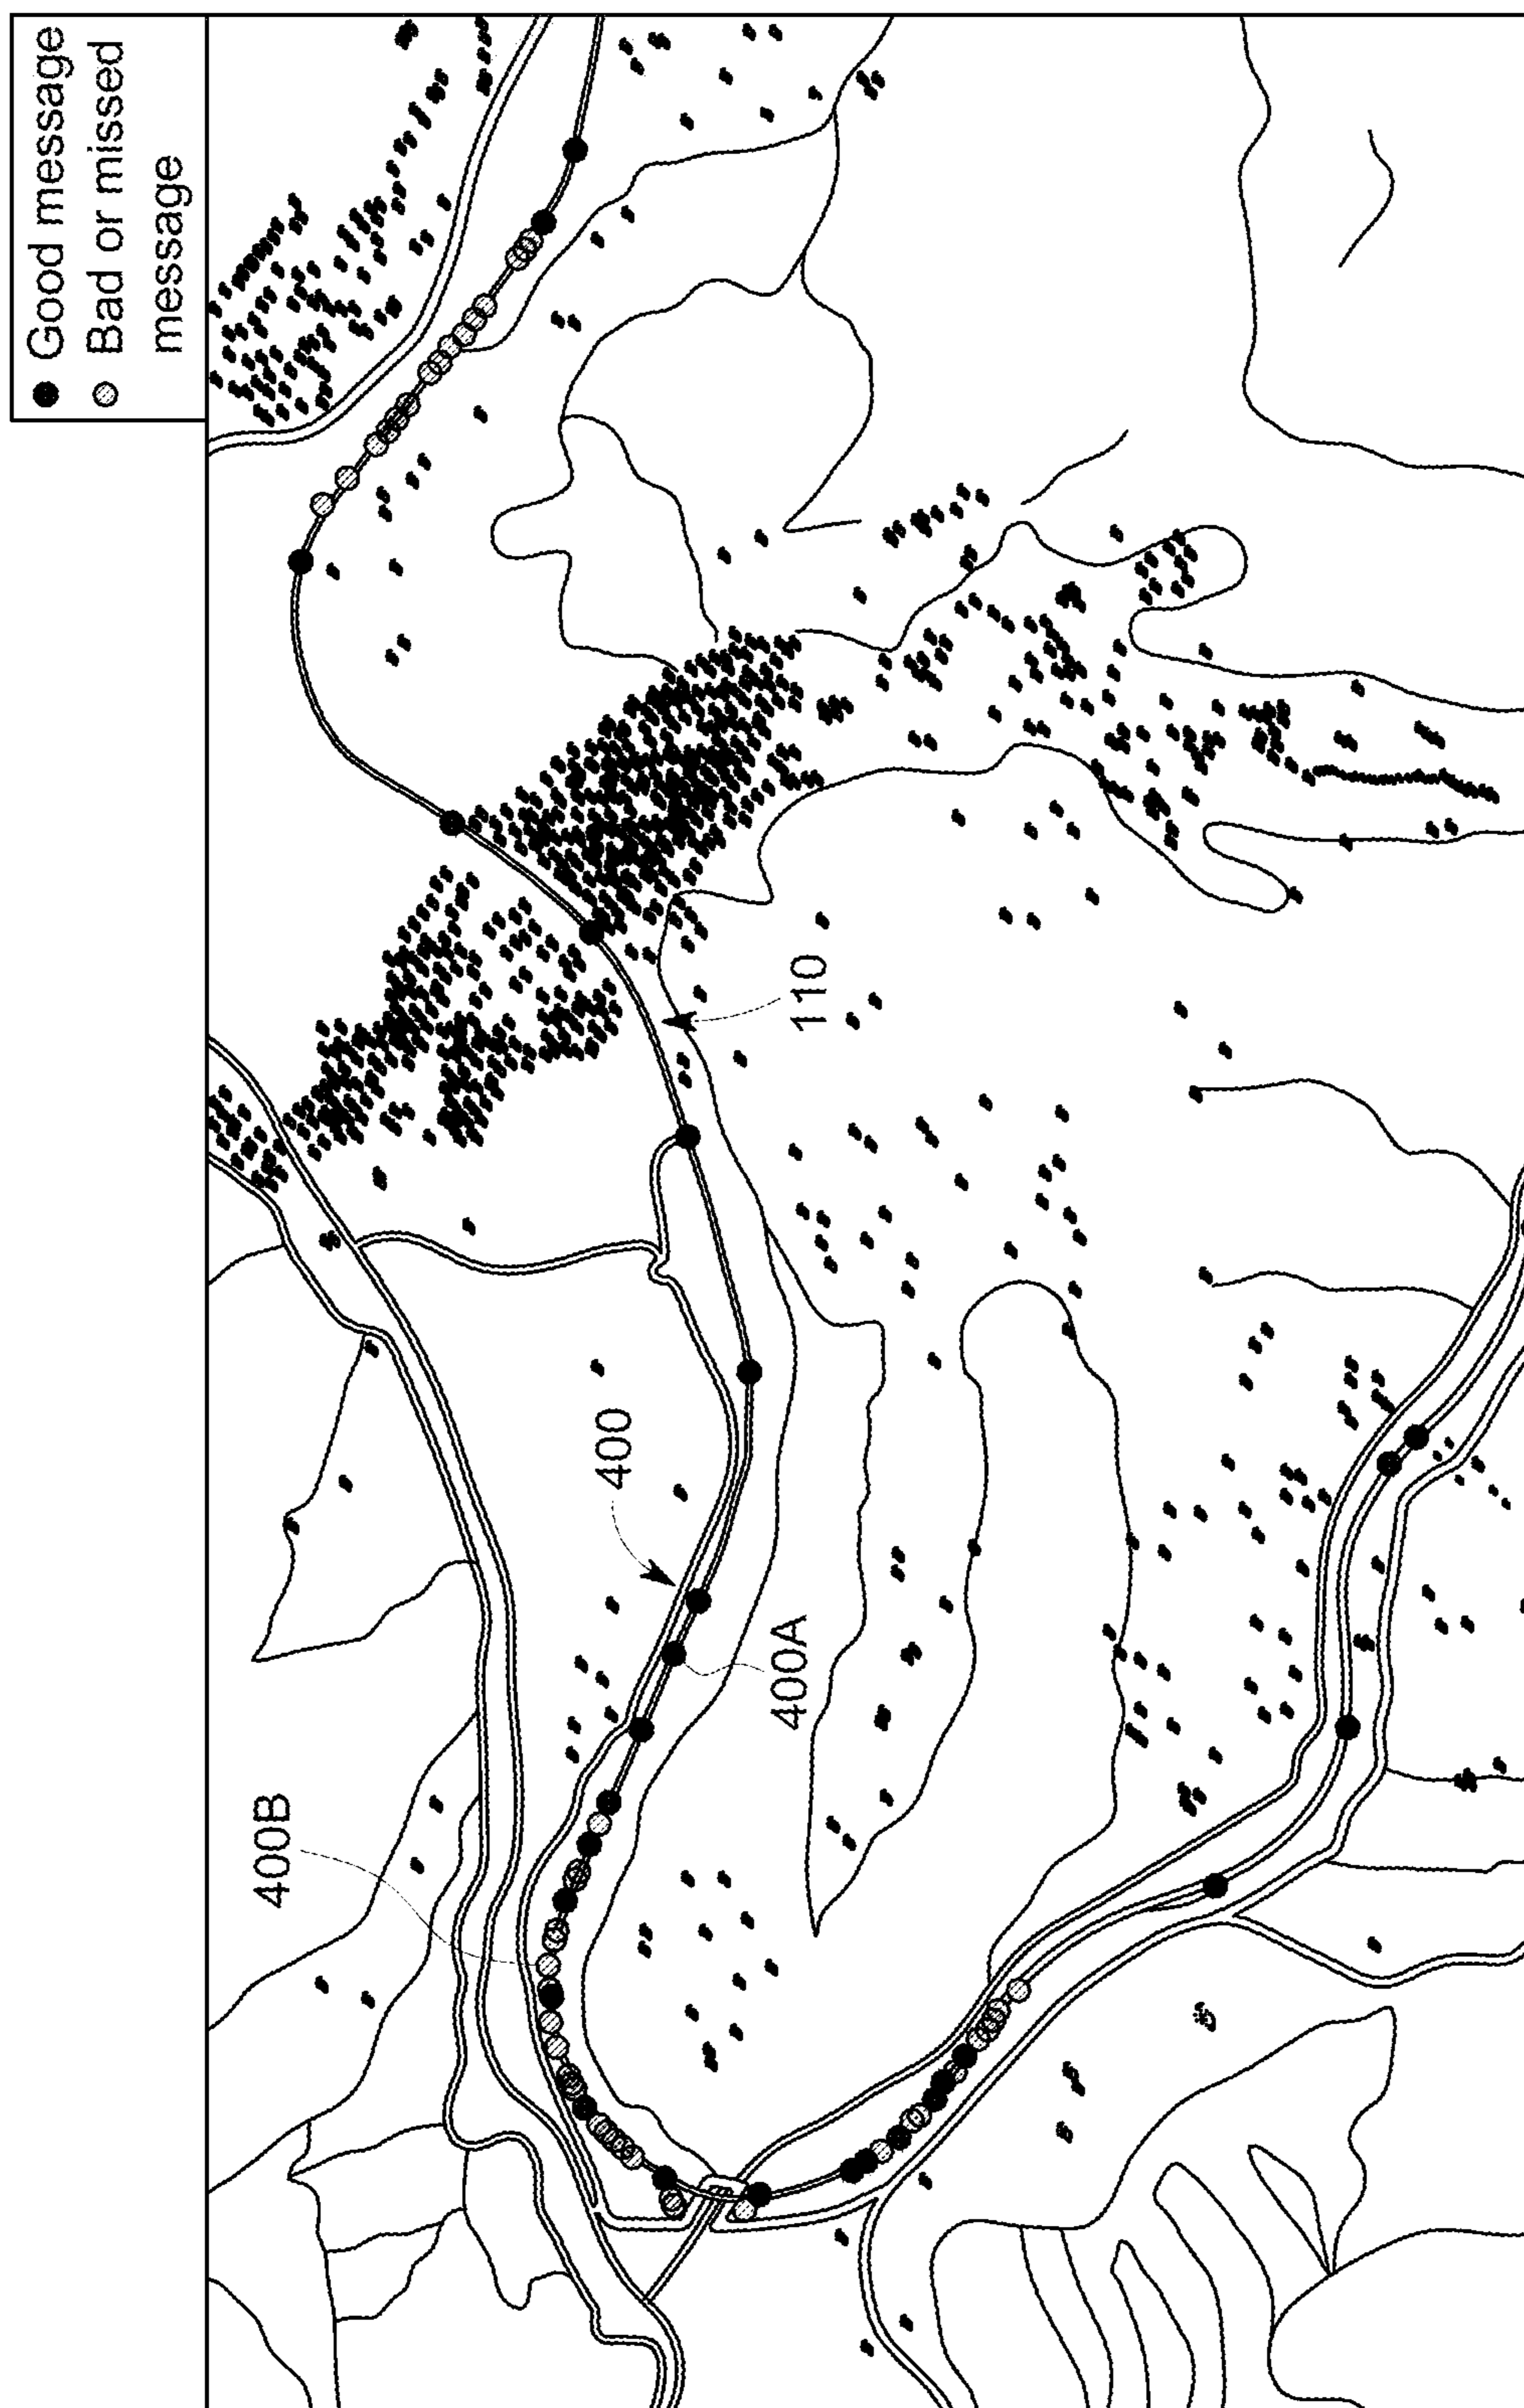 Good message
Bad or missed
message
110
400
400A
400B